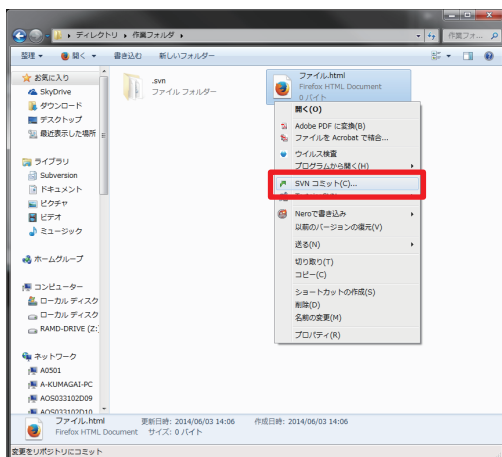 ディレクトリ ▸ 作業フォルダ ▸
作業フォ...
整理 ▼ 開く ▼ 書き込む 新しいフォルダー
お気に入り
SkyDrive
ダウンロード
デスクトップ
最近表示した場所
ライブラリ
Subversion
ドキュメント
ピクチャ
ビデオ
ミュージック
ホームグループ
コンピューター
ローカル ディスク
ローカル ディスク
RAMD-DRIVE (Z:)
ネットワーク
A0501
A-KUMAGAI-PC
AOS033102D09
AOS033102D10
.svn
ファイル フォルダー
ファイル.html
Firefox HTML Document
0 バイト
開く(O)
Adobe PDF に変換(B)
ファイルを Acrobat で結合...
ウイルス検査
プログラムから開く(H)
SVN コミット(C)...
Neroで書き込み
以前のバージョンの復元(V)
送る(N)
切り取り(T)
コピー(C)
ショートカットの作成(S)
削除(D)
名前の変更(M)
プロパティ(R)
ファイル.html 更新日時: 2014/06/03 14:06 作成日時: 2014/06/03 14:06
Firefox HTML Document サイズ: 0 バイト
変更をリポジトリにコミット